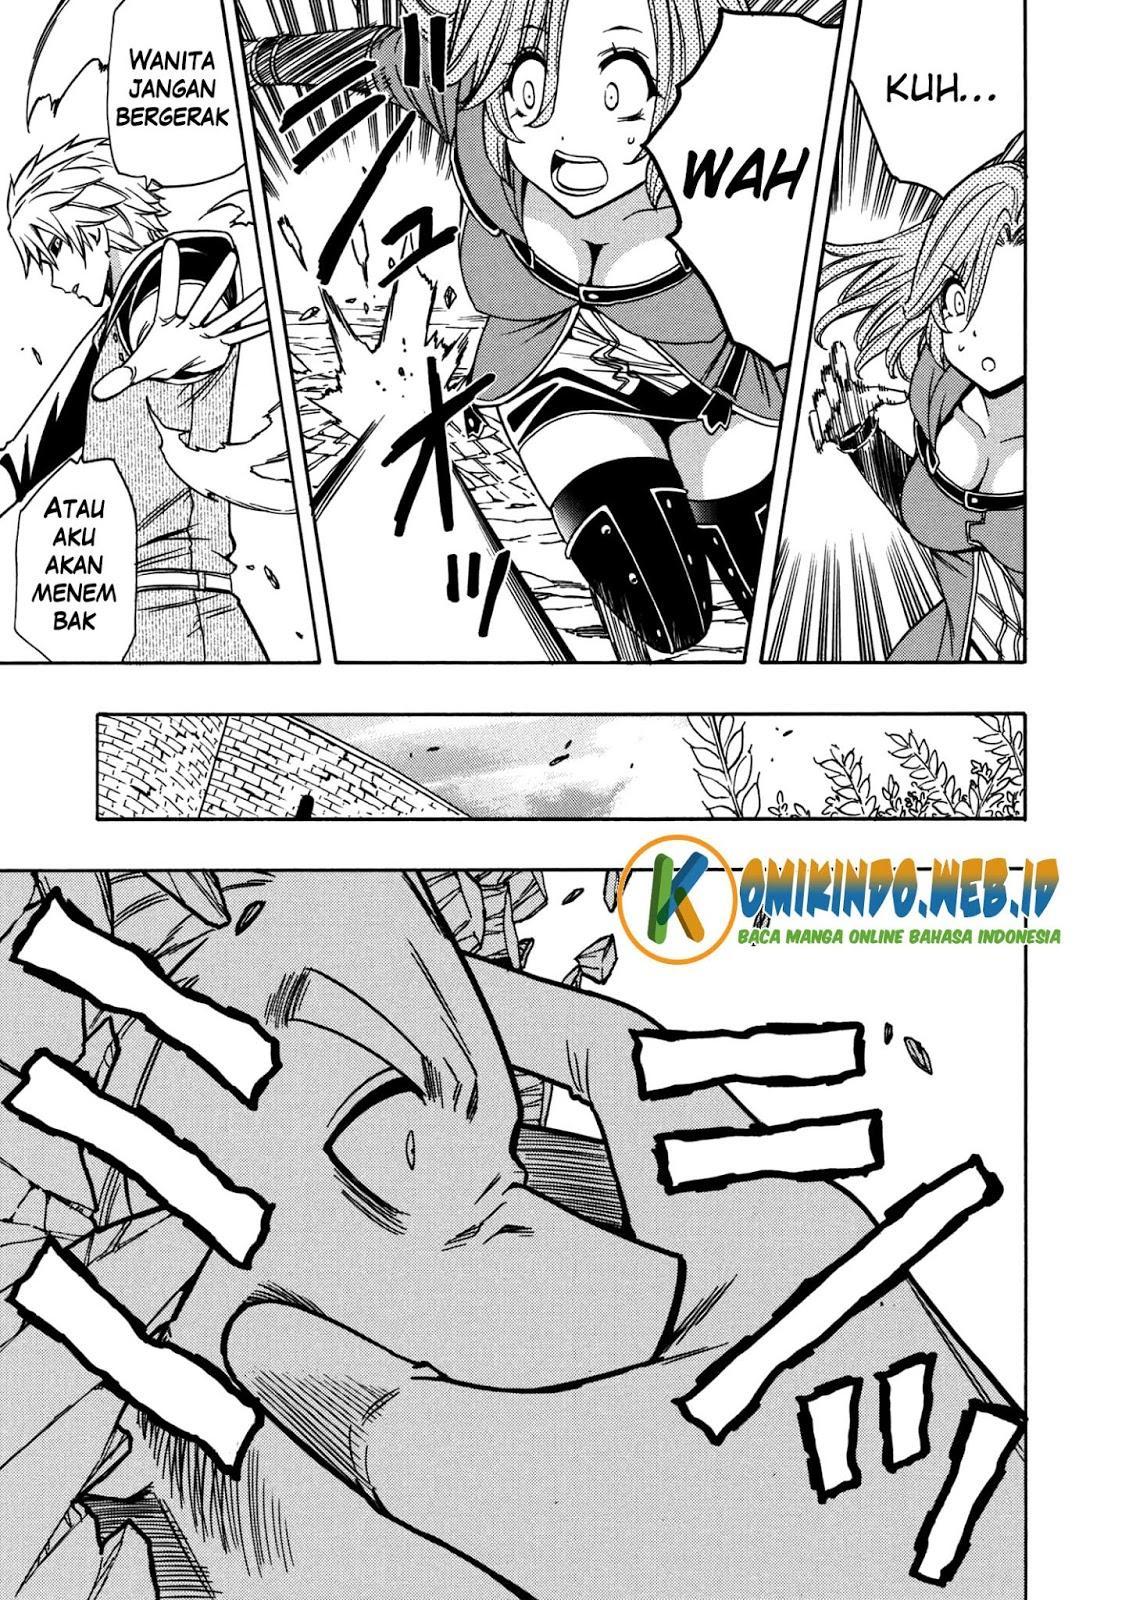 KUH...
WAH
WANITA
JANGAN
BERGERAK
ATAU
AKU
AKAN
MENEM
BAK
KOMIKINDO.WEB.ID
BACA MANGA ONLINE BAHASA INDONESIA